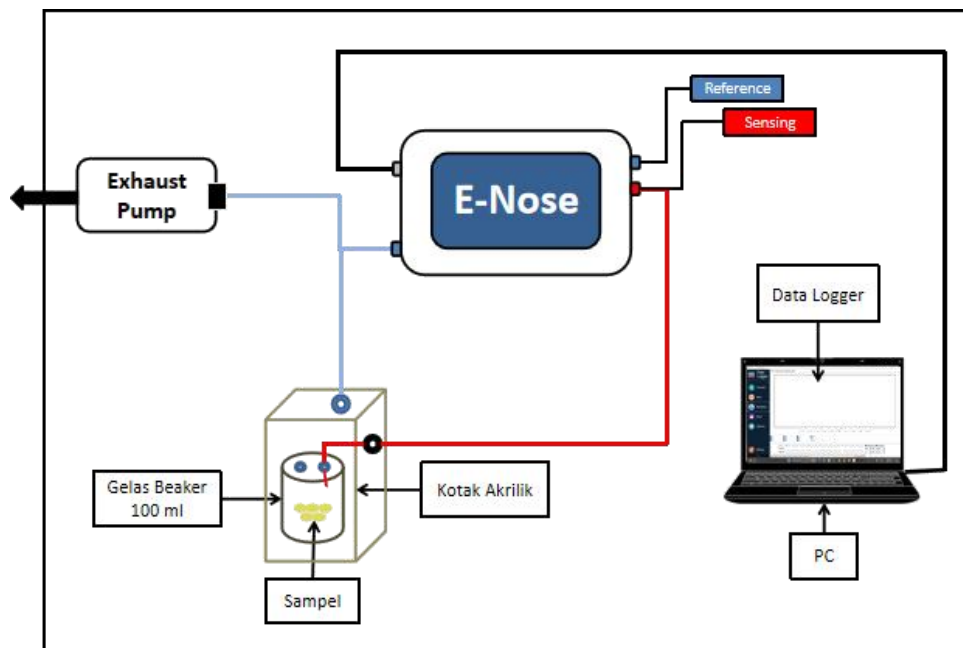 Reference
Sensing
Exhaust
Pump
E-Nose
Data Logger
Gelas Beaker
100 ml
Kotak Akrilik
PC
Sampel